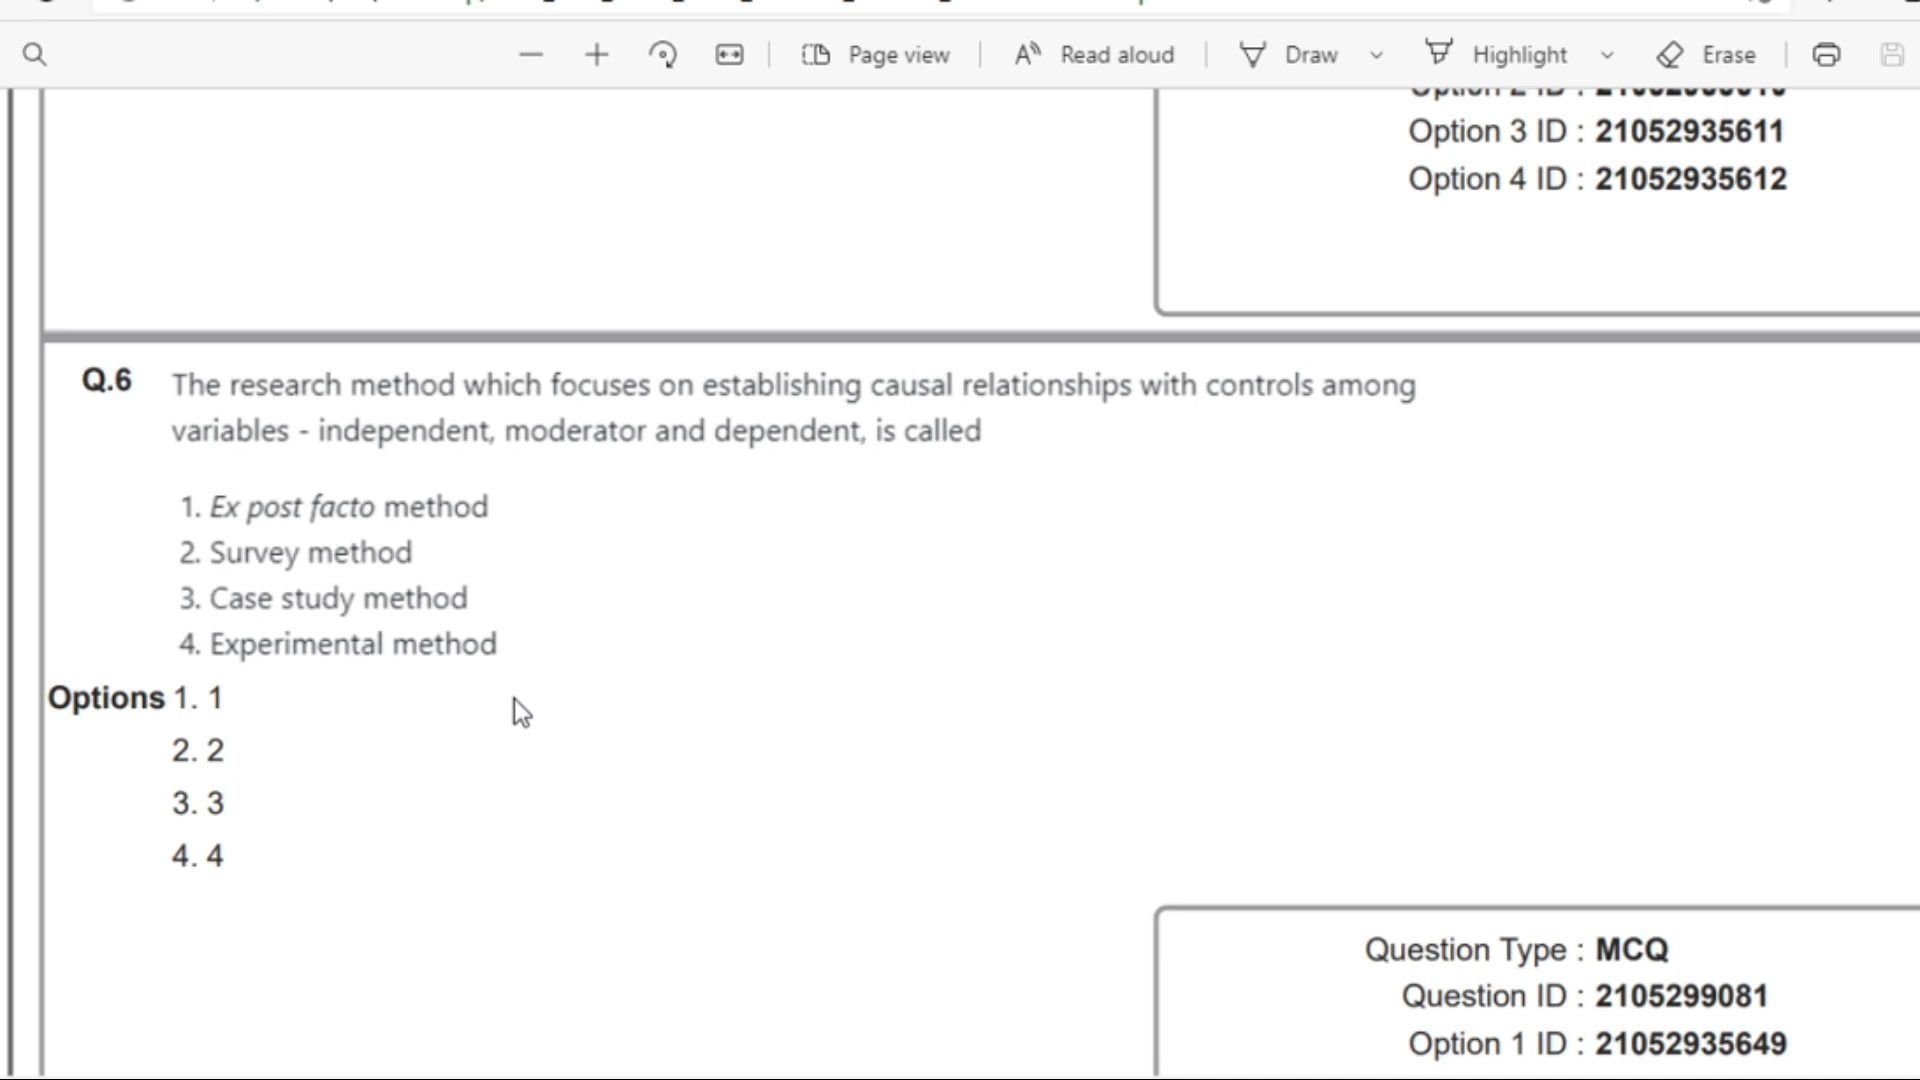 Page view
Read aloud
Draw
Highlight
Erase
Option 3 ID : 21052935611
Option 4 ID : 21052935612
Q.6 The research method which focuses on establishing causal relationships with controls among
variables - independent, moderator and dependent, is called
1. Ex post facto method
2. Survey method
3. Case study method
4. Experimental method
Options 1. 1
2. 2
3. 3
4. 4
Question Type : MCQ
Question ID : 2105299081
Option 1 ID : 21052935649